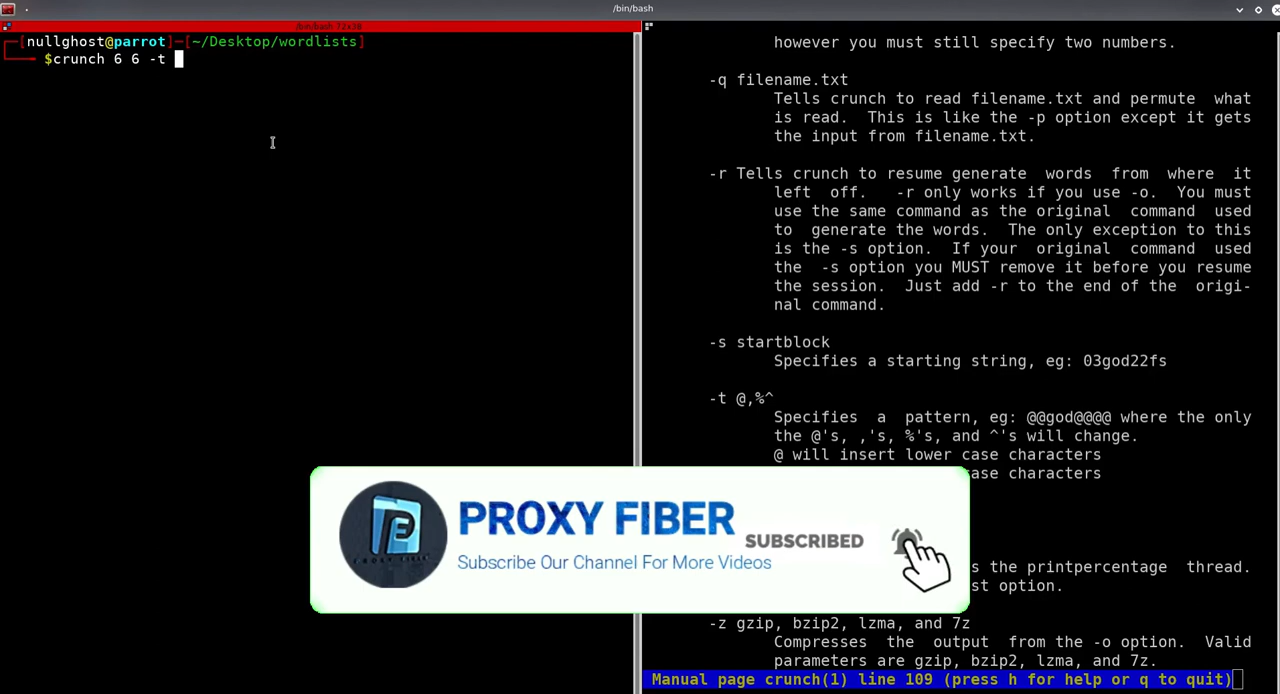 /bin/bash
/bin/bash 72x38
[nullghost@parrot]-[~/Desktop/wordlists]
$crunch 6 6 -t
however you must still specify two numbers.
-q filename.txt
Tells crunch to read filename.txt and permute what
is read. This is like the -p option except it gets
the input from filename.txt.
-r Tells crunch to resume generate words from where it
left off. -r only works if you use -o. You must
use the same command as the original command used
to generate the words. The only exception to this
is the -s option. If your original command used
the -s option you MUST remove it before you resume
the session. Just add -r to the end of the origi-
nal command.
-s startblock
Specifies a starting string, eg: 03god22fs
-t @,%^
Specifies a pattern, eg: @@god@@@@ where the only
the @'s, ,'s, %'s, and ^'s will change.
@ will insert lower case characters
case characters
PROXY FIBER
SUBSCRIBED
Subscribe Our Channel For More Videos
s the printpercentage thread.
st option.
-z gzip, bzip2, lzma, and 7z
Compresses the output from the -o option. Valid
parameters are gzip, bzip2, lzma, and 7z.
Manual page crunch(1) line 109 (press h for help or q to quit)